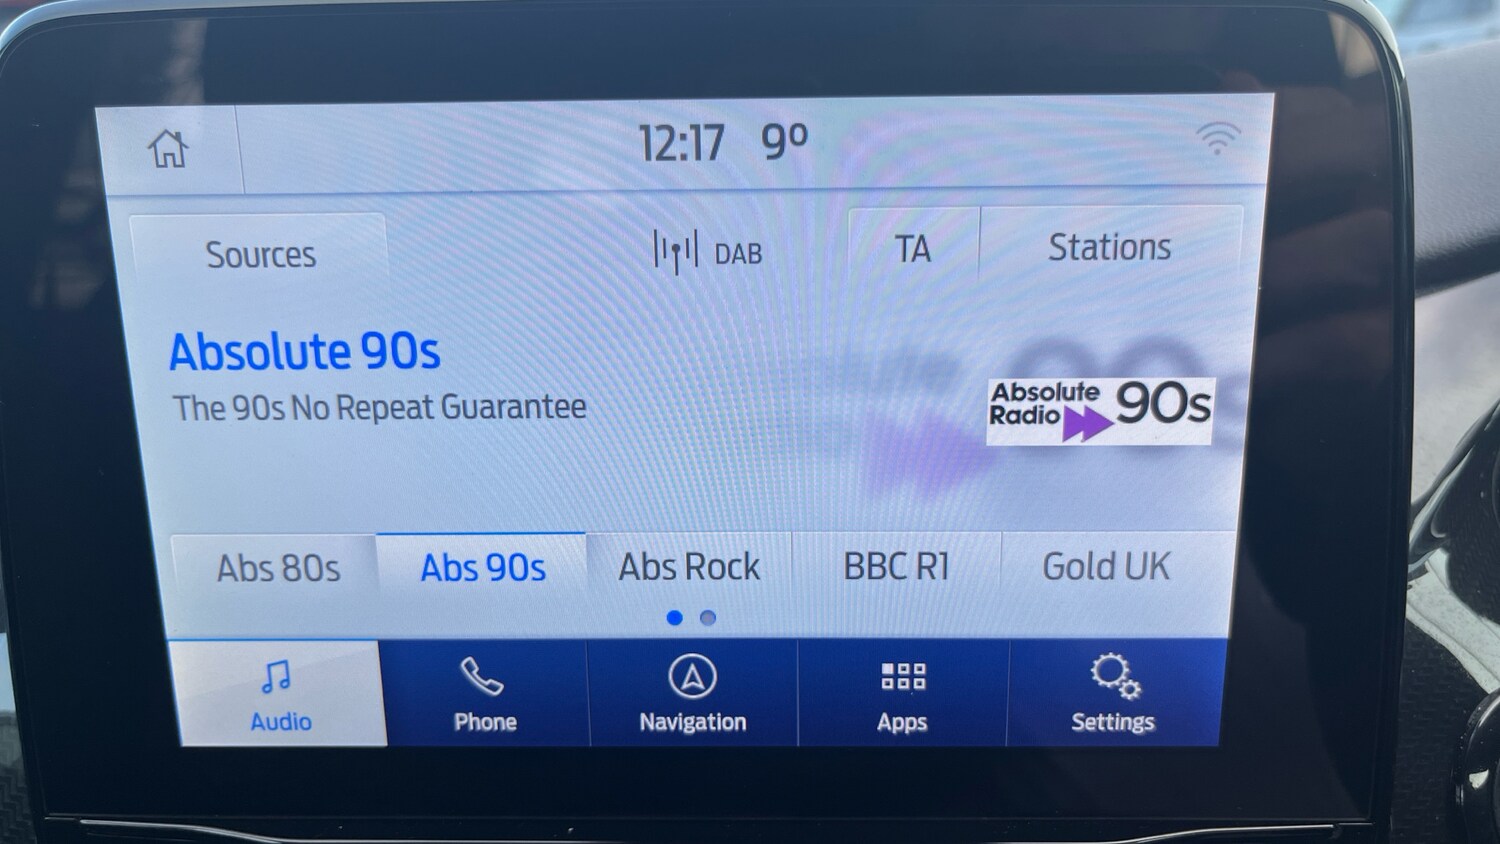 12:17 9°
Sources DAB TA Stations
Absolute 90s
The 90s No Repeat Guarantee
Absolute
Radio 90s
Abs 80s Abs 90s Abs Rock BBC R1 Gold UK
Audio Phone Navigation Apps Settings